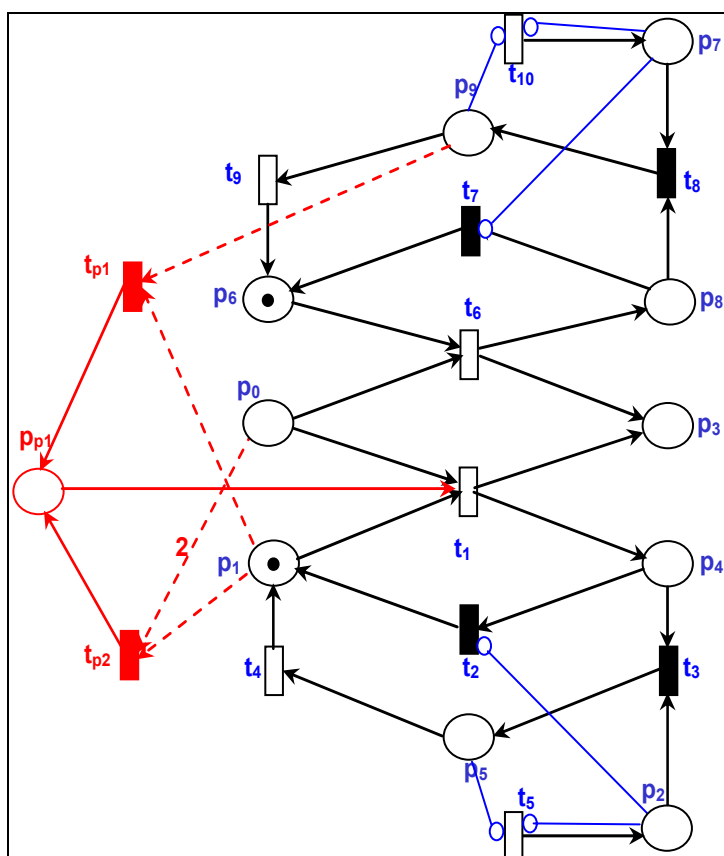 p₇
t₁₀
p₉
t₉
t₇
t₈
tₚ₁
p₆
t₆
p₈
p₀
pₚ₁
p₃
2
t₁
p₁
p₄
tₚ₂
t₄
t₂
t₃
p₅
t₅
p₂